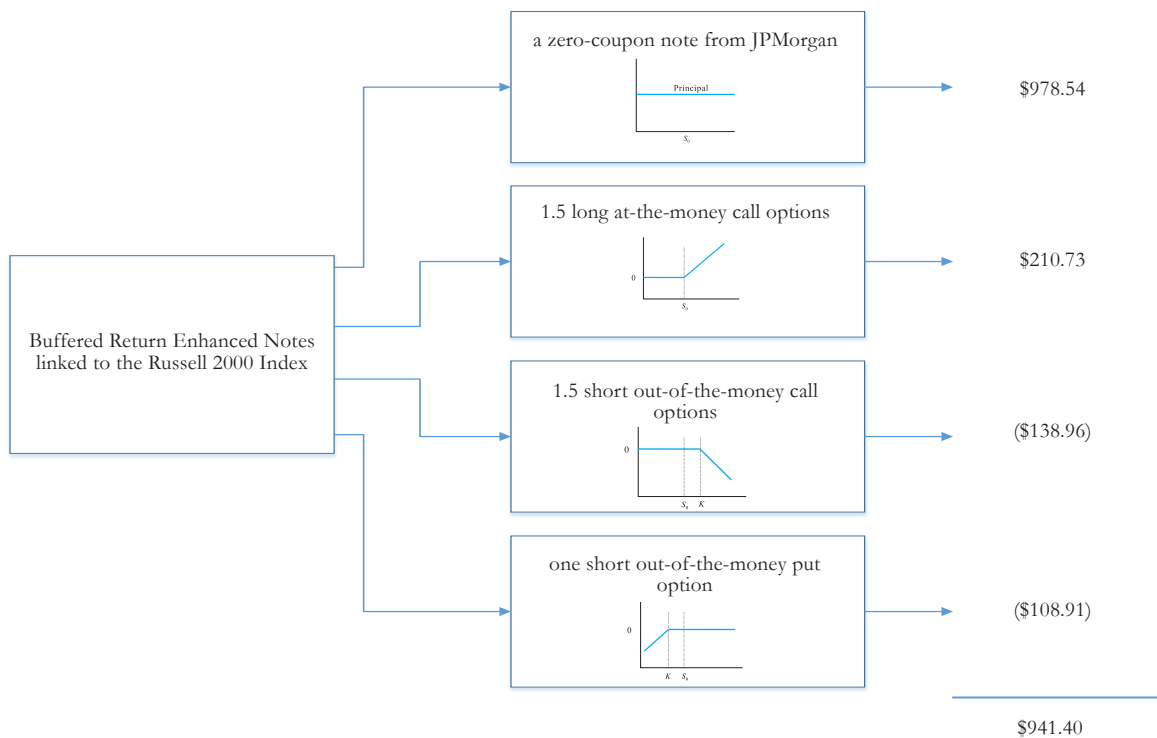 a zero-coupon note from JPMorgan
Principal
S0
$978.54
1.5 long at-the-money call options
0
S0
$210.73
Buffered Return Enhanced Notes
linked to the Russell 2000 Index
1.5 short out-of-the-money call
options
0
S0 K
($138.96)
one short out-of-the-money put
option
0
K S0
($108.91)
$941.40